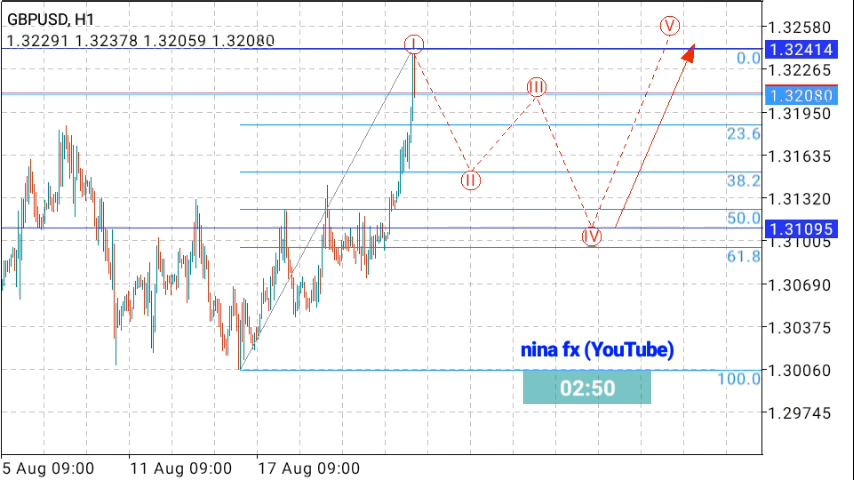 GBPUSD, H1
1.32291 1.32378 1.32059 1.32080
1.32580
1.32414
0.0
1.32265
1.32080
1.31950
23.6
1.31635
38.2
1.31320
50.0
1.31095
1.31005
61.8
1.30690
1.30375
1.30060
100.0
1.29745
I
II
III
IV
V
nina fx (YouTube)
02:50
5 Aug 09:00
11 Aug 09:00
17 Aug 09:00